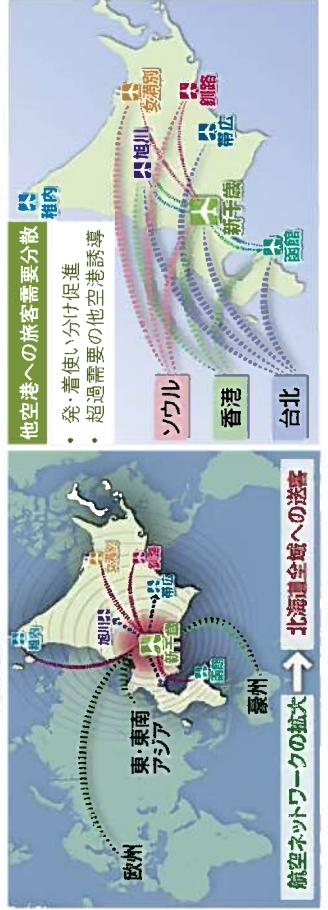 航空ネットワークの拡大
北海道全域への送客
欧州
東・東南
アジア
豪州
稚内
旭川
女満別
釧路
帯広
新千歳
函館
他空港への旅客需要分散
・ 発・着使い分け促進
・ 超過需要の他空港誘導
稚内
女満別
旭川
釧路
帯広
新千歳
函館
ソウル
香港
台北